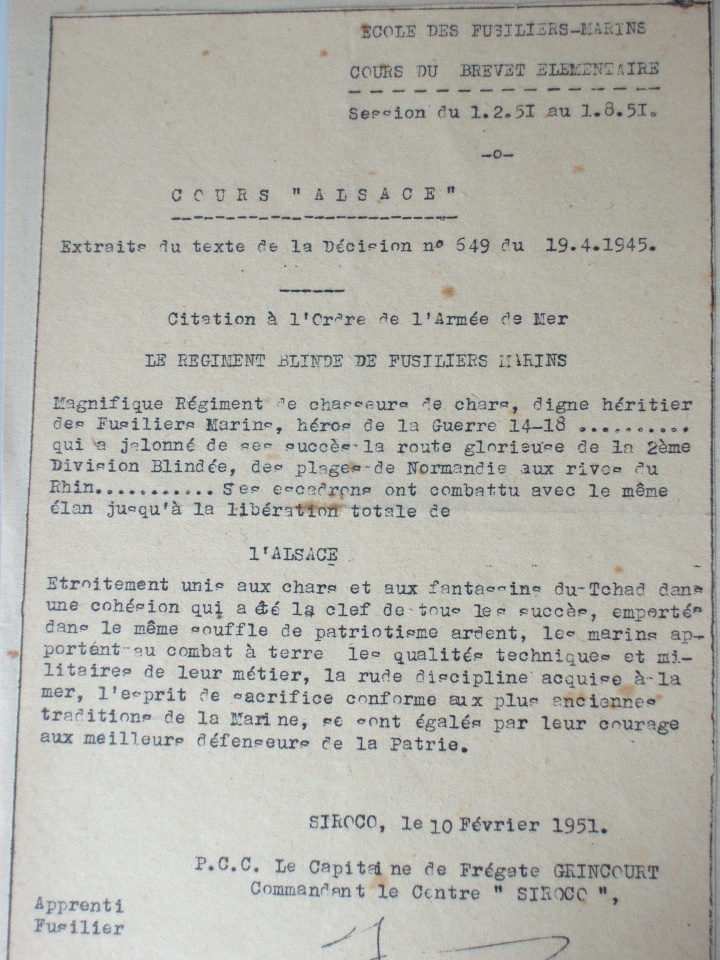 ECOLE DES FUSILIERS-MARINS
COURS DU BREVET ELEMENTAIRE
Session du 1.2.51 au 1.8.51.
-o-
COURS "ALSACE"
Extraits du texte de la Décision n° 649 du 19.4.1945.
Citation à l'Ordre de l'Armée de Mer
LE REGIMENT BLINDE DE FUSILIERS MARINS
Magnifique Régiment de chasseurs de chars, digne héritier
des Fusiliers Marins, héros de la Guerre 14-18 ..........
qui a jalonné de ses succès la route glorieuse de la 2ème
Division Blindée, des plages de Normandie aux rives du
Rhin........... Ses escadrons ont combattu avec le même
élan jusqu'à la libération totale de
l'ALSACE
Etroitement unis aux chars et aux fantassins du Tchad dans
une cohésion qui a été la clef de tous les succès, emportés
dans le même souffle de patriotisme ardent, les marins ap-
portant au combat à terre les qualités techniques et mi-
litaires de leur métier, la rude discipline acquise à la
mer, l'esprit de sacrifice conforme aux plus anciennes
traditions de la Marine, se sont égalés par leur courage
aux meilleurs défenseurs de la Patrie.
SIROCO, le 10 Février 1951.
P.C.C. Le Capitaine de Frégate GRINCOURT
Commandant le Centre " SIROCO ",
Apprenti
Fusilier